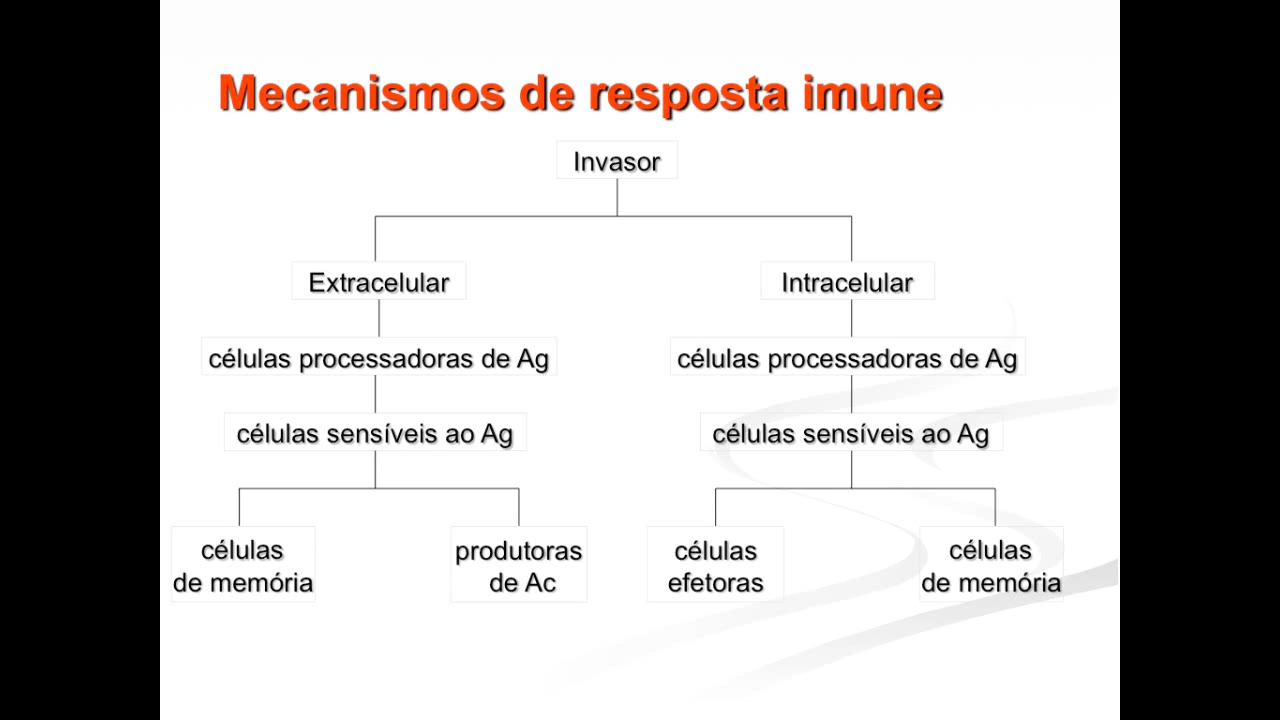 Mecanismos de resposta imune
Invasor
Extracelular
Intracelular
células processadoras de Ag
células processadoras de Ag
células sensíveis ao Ag
células sensíveis ao Ag
células
de memória
produtoras
de Ac
células
efetoras
células
de memória